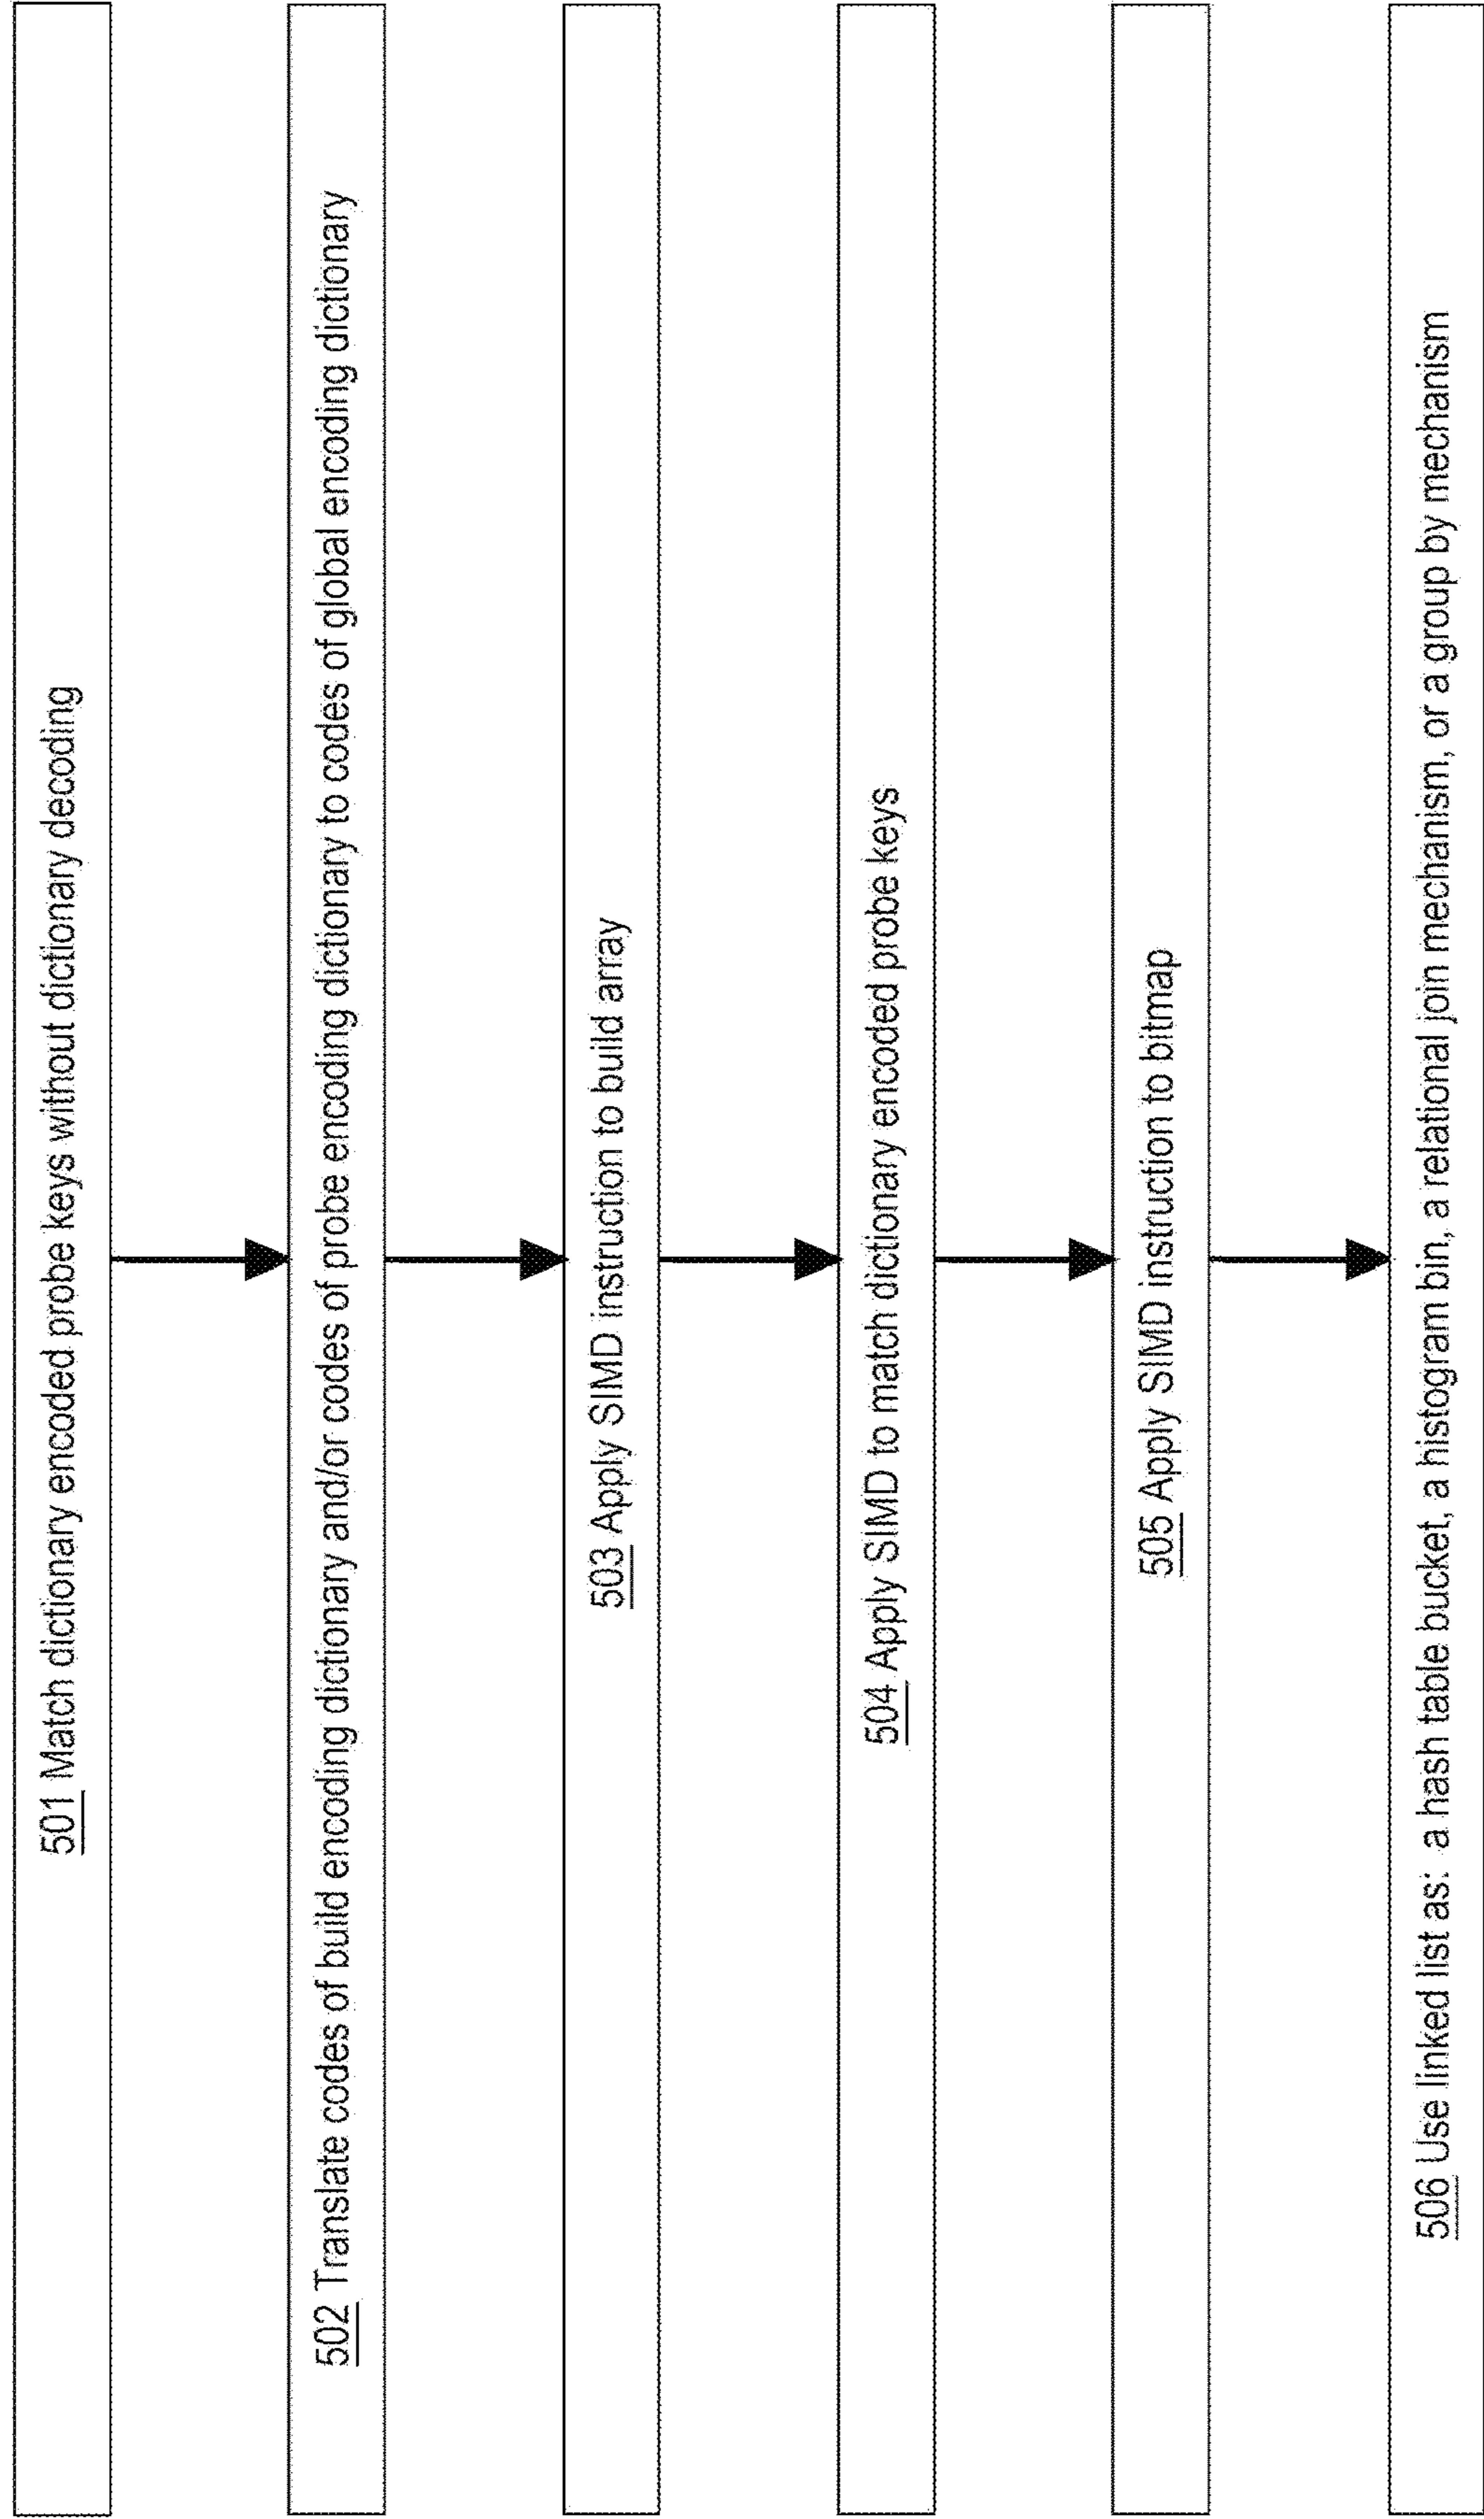 501 Match dictionary encoded probe keys without dictionary decoding
502 Translate codes of build encoding dictionary and/or codes of probe encoding dictionary to codes of global encoding dictionary
503 Apply SIMD instruction to build array
504 Apply SIMD to match dictionary encoded probe keys
505 Apply SIMD instruction to bitmap
506 Use linked list as: a hash table bucket, a histogram bin, a relational join mechanism, or a group by mechanism